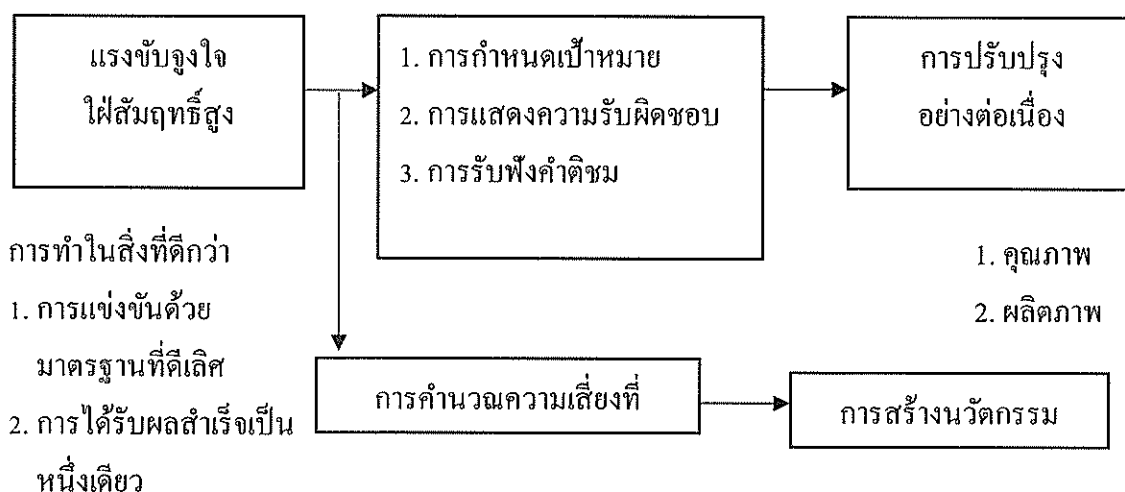 แรงขับจูงใจ
ใฝ่สัมฤทธิ์สูง
1. การกำหนดเป้าหมาย
2. การแสดงความรับผิดชอบ
3. การรับฟังคำติชม
การปรับปรุง
อย่างต่อเนื่อง
การทำในสิ่งที่ดีกว่า
1. การแข่งขันด้วย
มาตรฐานที่ดีเลิศ
2. การได้รับผลสำเร็จเป็น
หนึ่งเดียว
1. คุณภาพ
2. ผลิตภาพ
การคำนวณความเสี่ยงที่
การสร้างนวัตกรรม